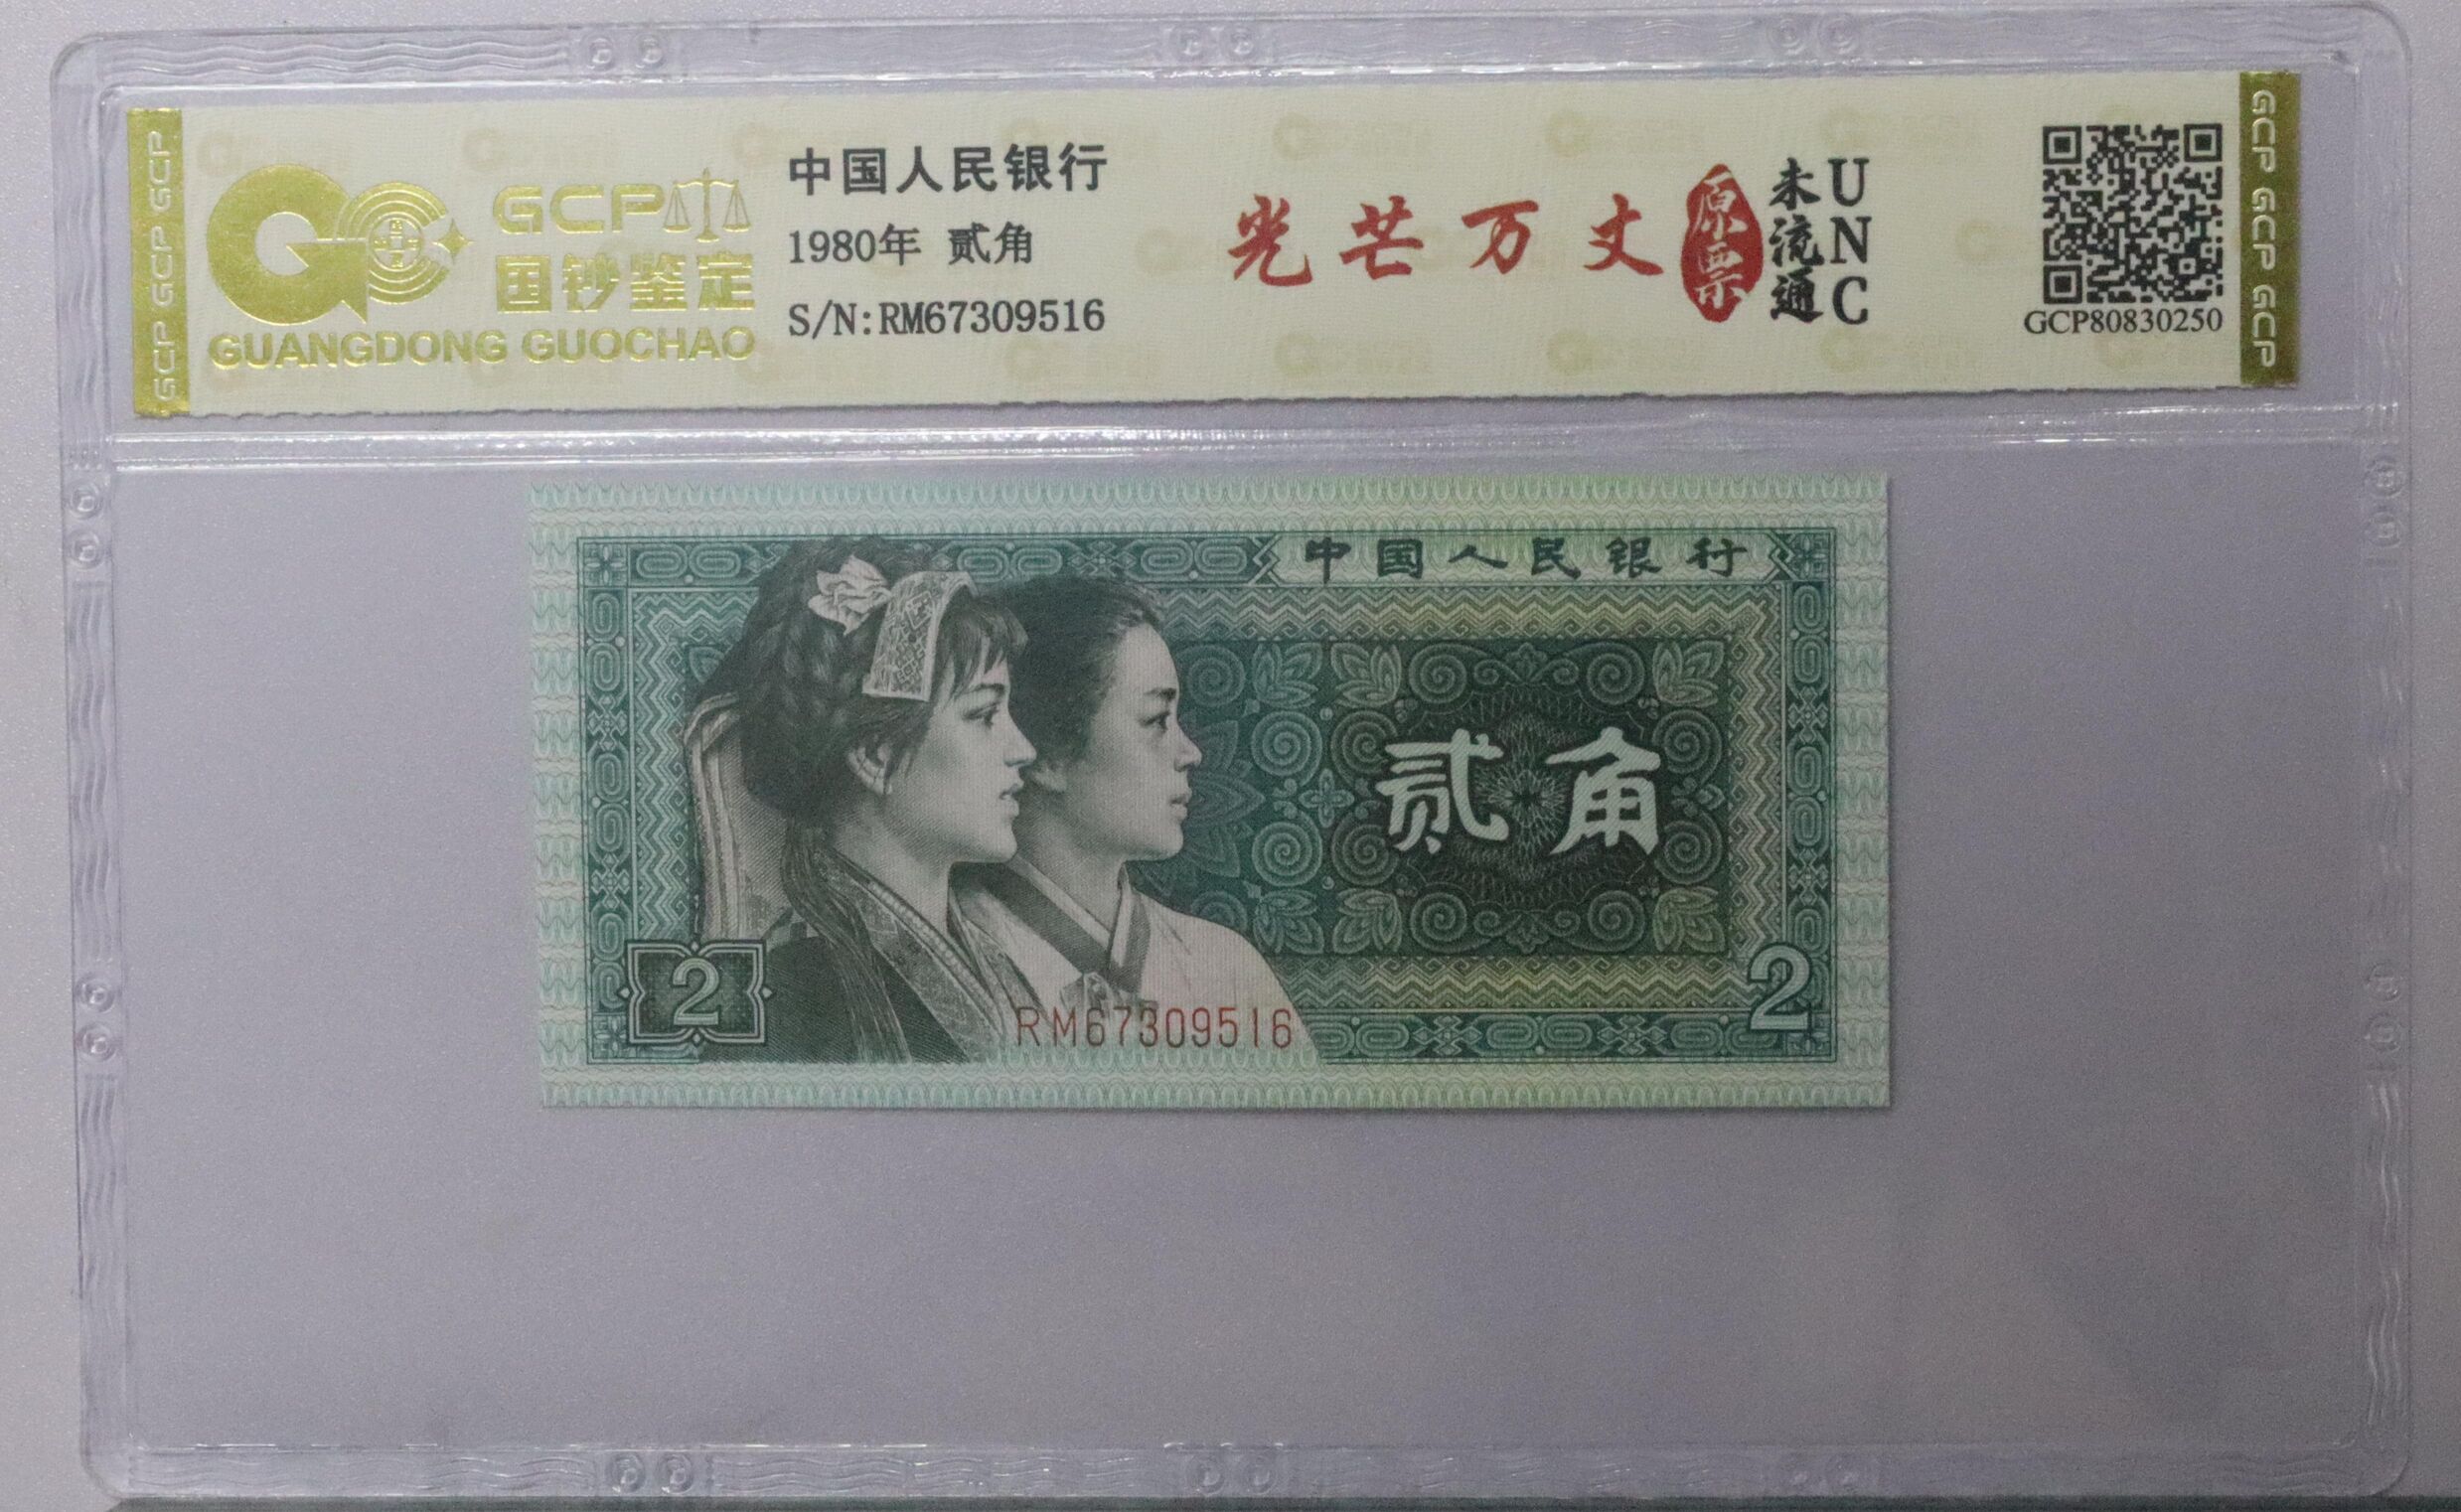 GCP GCP GCP
GCP
国钞鉴定
GUANGDONG GUOCHAO
中国人民银行
1980年 贰角
S/N:RM67309516
光芒万丈
原票
未流通
UNC
GCP80830250
GCP GCP GCP
中国人民银行
贰角
2
2
RM67309516